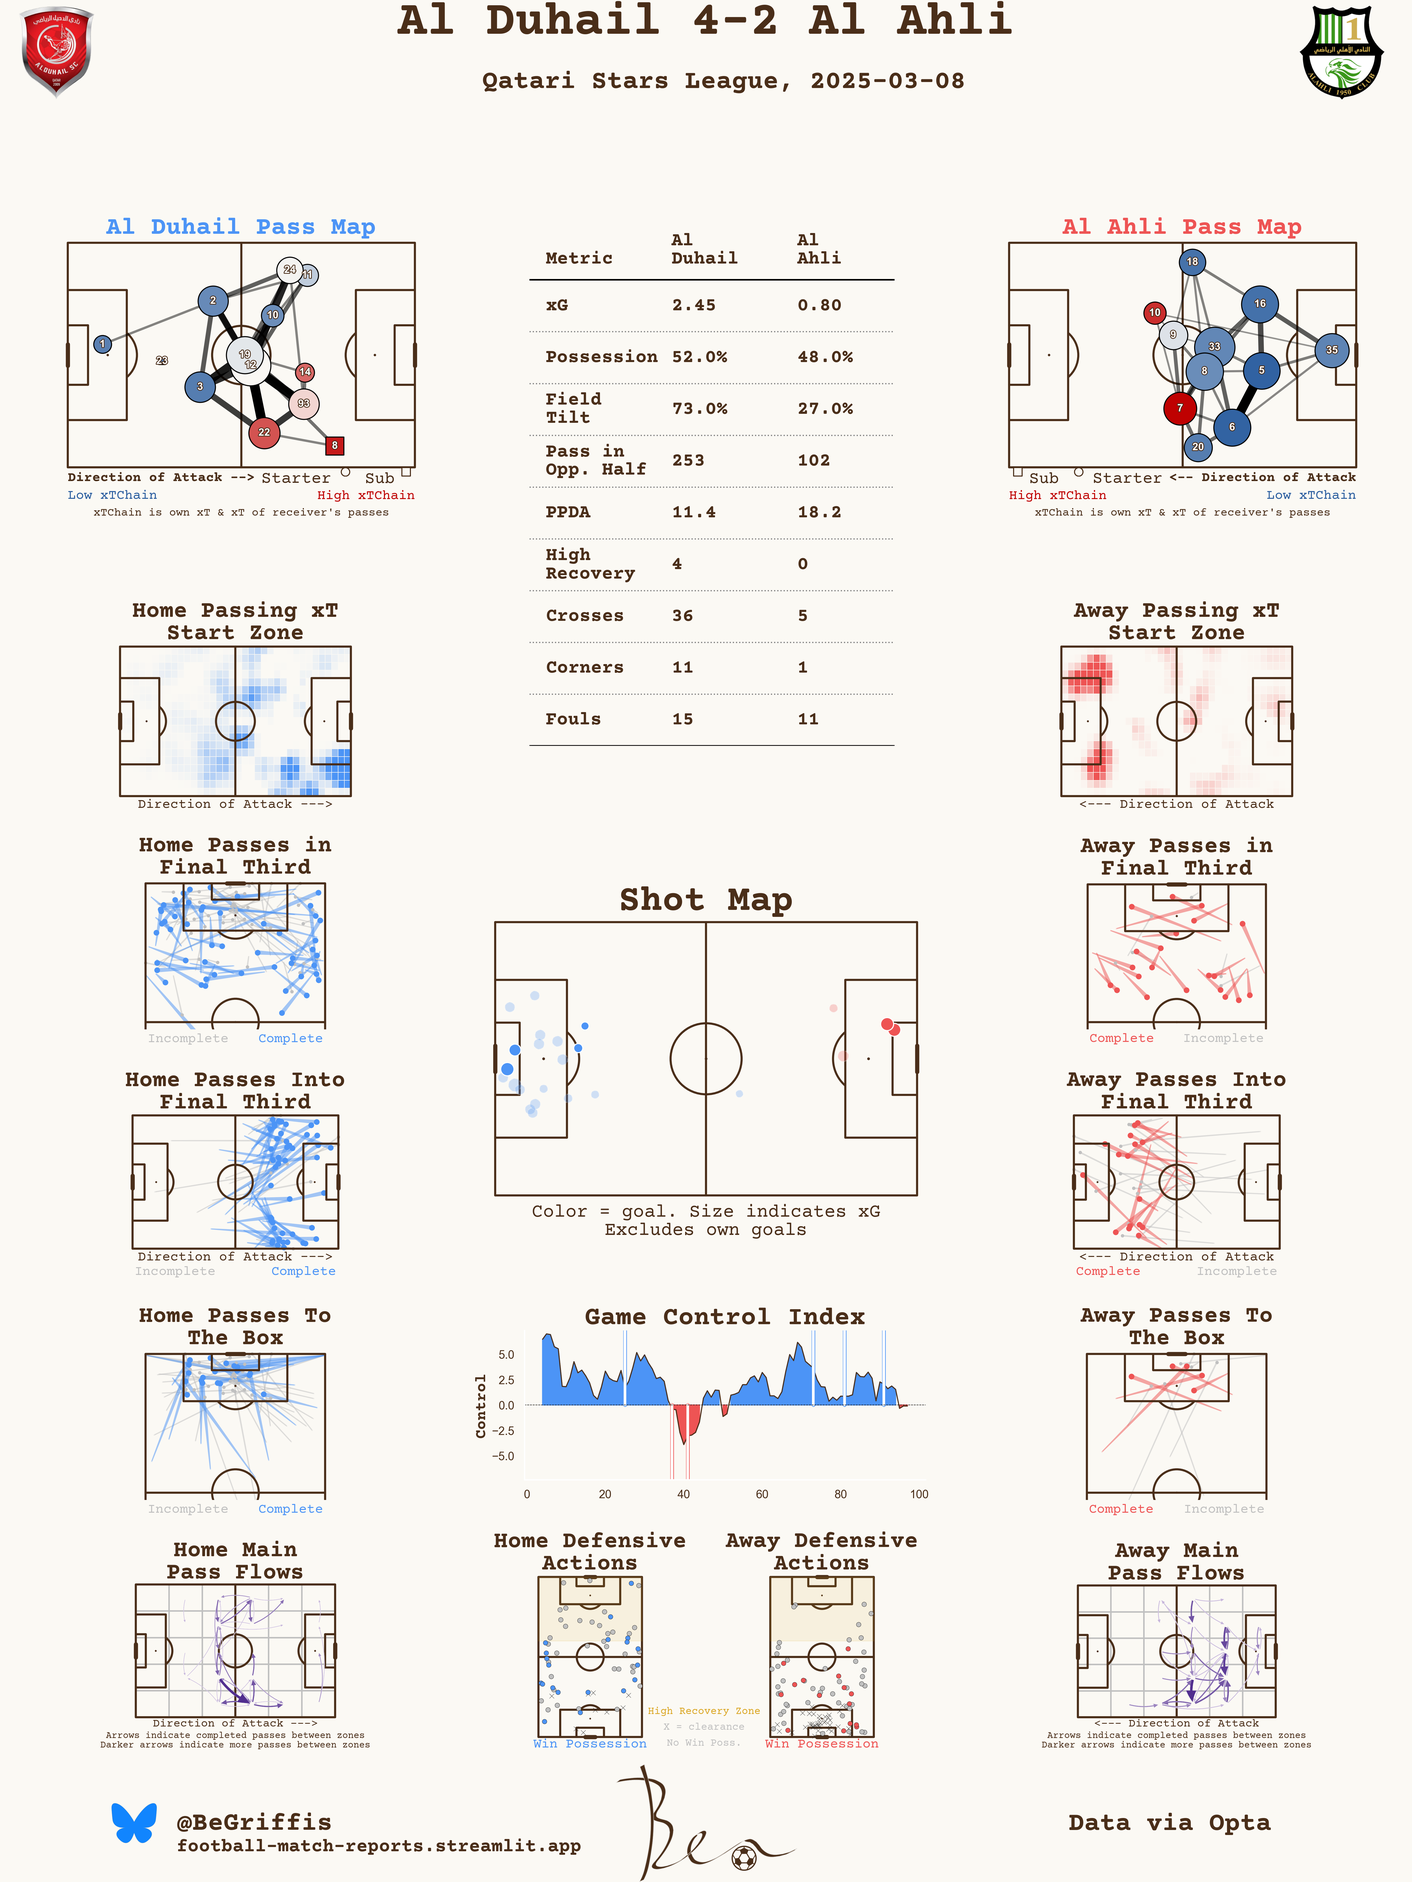 Al Duhail 4-2 Al Ahli
Qatari Stars League, 2025-03-08
ALDUHAIL SC
1
النادي الأهلي الرياضي
ALAHLI 1950 CLUB
Al Duhail Pass Map
24
11
2
10
1
23
19
12
3
14
93
22
8
Direction of Attack --> Starter Sub
Low xTChain High xTChain
xTChain is own xT & xT of receiver's passes
Metric Al Duhail Al Ahli
xG 2.45 0.80
Possession 52.0% 48.0%
Field Tilt 73.0% 27.0%
Pass in Opp. Half 253 102
PPDA 11.4 18.2
High Recovery 4 0
Crosses 36 5
Corners 11 1
Fouls 15 11
Al Ahli Pass Map
18
16
10
9
33
35
8
5
7
6
20
Sub Starter <-- Direction of Attack
High xTChain Low xTChain
xTChain is own xT & xT of receiver's passes
Home Passing xT
Start Zone
Direction of Attack --->
Away Passing xT
Start Zone
<--- Direction of Attack
Home Passes in
Final Third
Incomplete Complete
Away Passes in
Final Third
Complete Incomplete
Shot Map
Color = goal. Size indicates xG
Excludes own goals
Home Passes Into
Final Third
Direction of Attack --->
Incomplete Complete
Away Passes Into
Final Third
<--- Direction of Attack
Complete Incomplete
Home Passes To
The Box
Incomplete Complete
Game Control Index
Control
5.0
2.5
0.0
−2.5
−5.0
0 20 40 60 80 100
Away Passes To
The Box
Complete Incomplete
Home Main
Pass Flows
Direction of Attack --->
Arrows indicate completed passes between zones
Darker arrows indicate more passes between zones
Home Defensive
Actions
Win Possession
High Recovery Zone
X = clearance
No Win Poss.
Away Defensive
Actions
Win Possession
Away Main
Pass Flows
<--- Direction of Attack
Arrows indicate completed passes between zones
Darker arrows indicate more passes between zones
@BeGriffis
football-match-reports.streamlit.app
Ben
Data via Opta